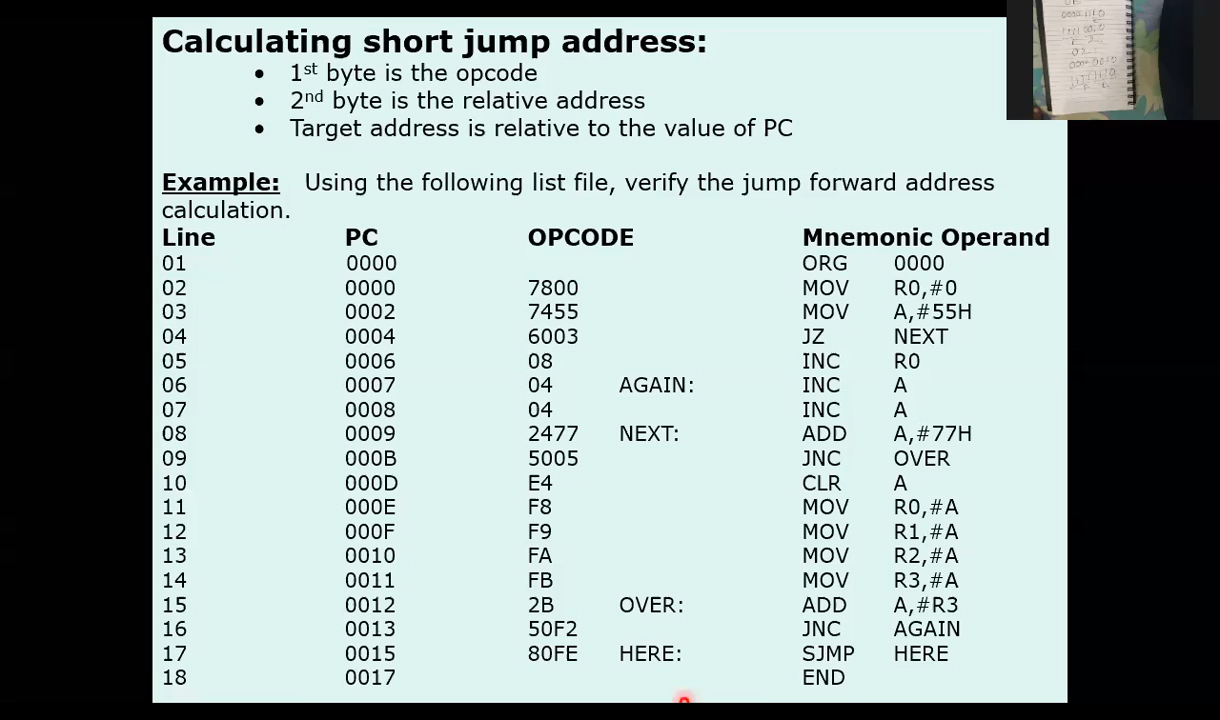 Calculating short jump address:
• 1st byte is the opcode
• 2nd byte is the relative address
• Target address is relative to the value of PC
Example: Using the following list file, verify the jump forward address
calculation.
Line PC OPCODE Mnemonic Operand
01 0000 ORG 0000
02 0000 7800 MOV R0,#0
03 0002 7455 MOV A,#55H
04 0004 6003 JZ NEXT
05 0006 08 INC R0
06 0007 04 AGAIN: INC A
07 0008 04 INC A
08 0009 2477 NEXT: ADD A,#77H
09 000B 5005 JNC OVER
10 000D E4 CLR A
11 000E F8 MOV R0,#A
12 000F F9 MOV R1,#A
13 0010 FA MOV R2,#A
14 0011 FB MOV R3,#A
15 0012 2B OVER: ADD A,#R3
16 0013 50F2 JNC AGAIN
17 0015 80FE HERE: SJMP HERE
18 0017 END